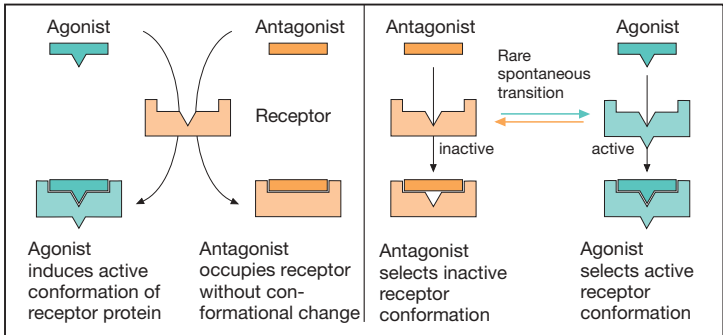 Agonist
Antagonist
Receptor
Agonist
induces active
conformation of
receptor protein
Antagonist
occupies receptor
without con-
formational change
Antagonist
Agonist
Rare
spontaneous
transition
inactive
active
Antagonist
selects inactive
receptor
conformation
Agonist
selects active
receptor
conformation